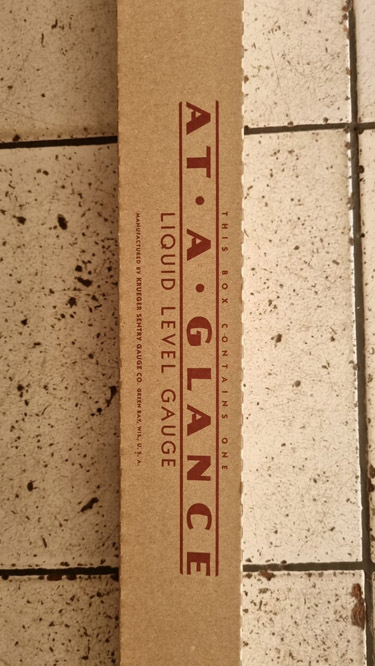 THIS BOX CONTAINS ONE
AT·A·GLANCE
LIQUID LEVEL GAUGE
MANUFACTURED BY KRUEGER SENTRY GAUGE CO. GREEN BAY, WIS., U. S. A.